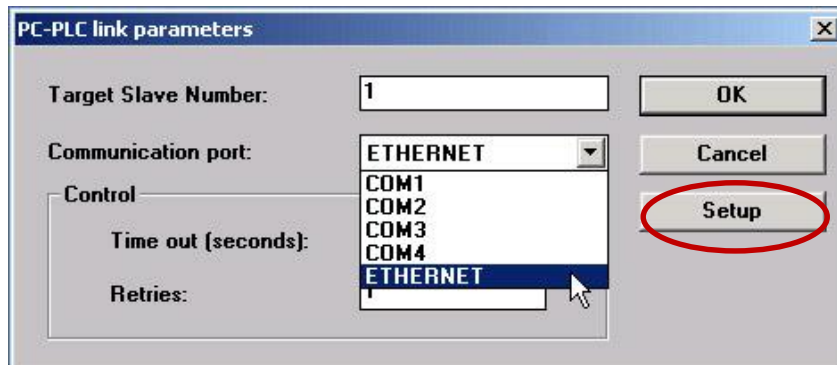 PC-PLC link parameters
Target Slave Number:
1
OK
Communication port:
ETHERNET
Cancel
COM1
COM2
COM3
COM4
ETHERNET
Control
Setup
Time out (seconds):
Retries: